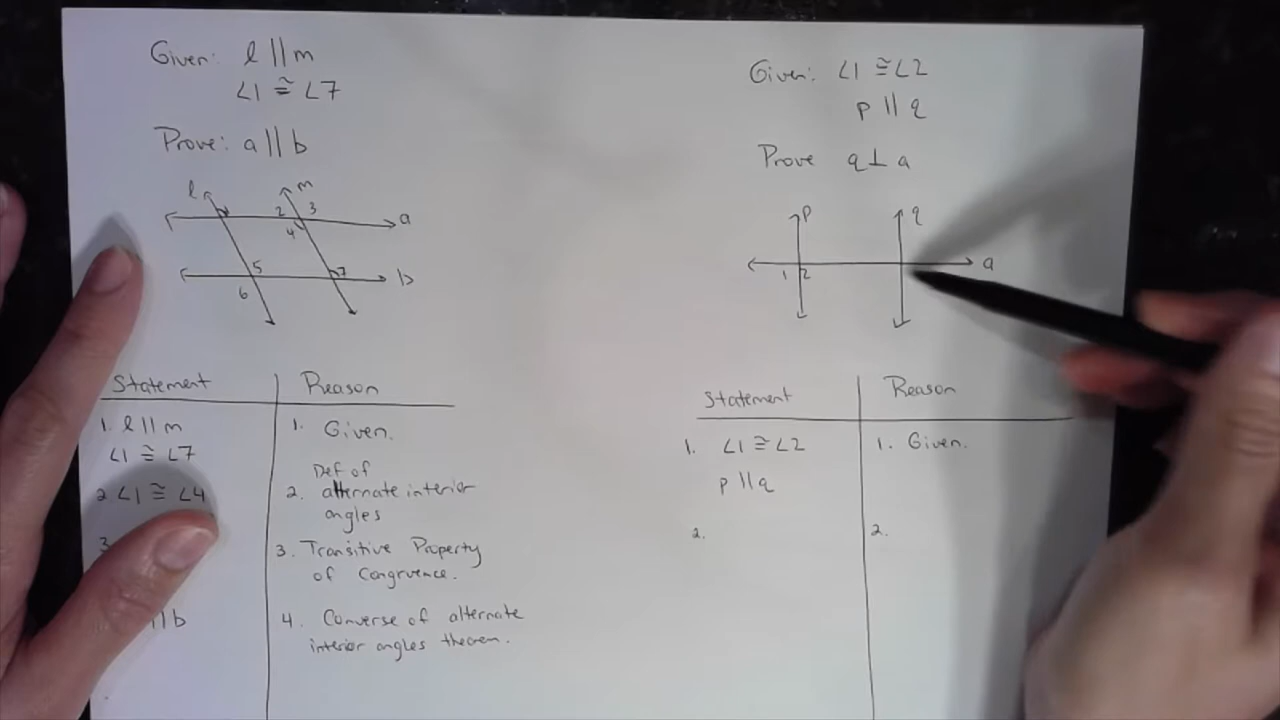 Given: l || m
∠1 ≅ ∠7
Prove: a || b
l
m
2
3
a
4
5
7
b
6
Statement
Reason
1. l || m
∠1 ≅ ∠7
1. Given.
2 ∠1 ≅ ∠4
Def of
2. alternate interior
angles
3
3. Transitive Property
of Congruence.
|| b
4. Converse of alternate
interior angles theorem.
Given: ∠1 ≅ ∠2
p || q
Prove q ⊥ a
p
q
a
1
2
Statement
Reason
1. ∠1 ≅ ∠2
p || q
1. Given.
2.
2.